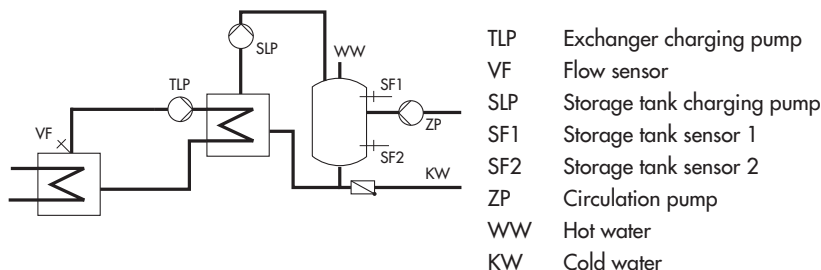 SLP
WW
TLP
SF1
ZP
VF
SF2
KW
TLP Exchanger charging pump
VF Flow sensor
SLP Storage tank charging pump
SF1 Storage tank sensor 1
SF2 Storage tank sensor 2
ZP Circulation pump
WW Hot water
KW Cold water